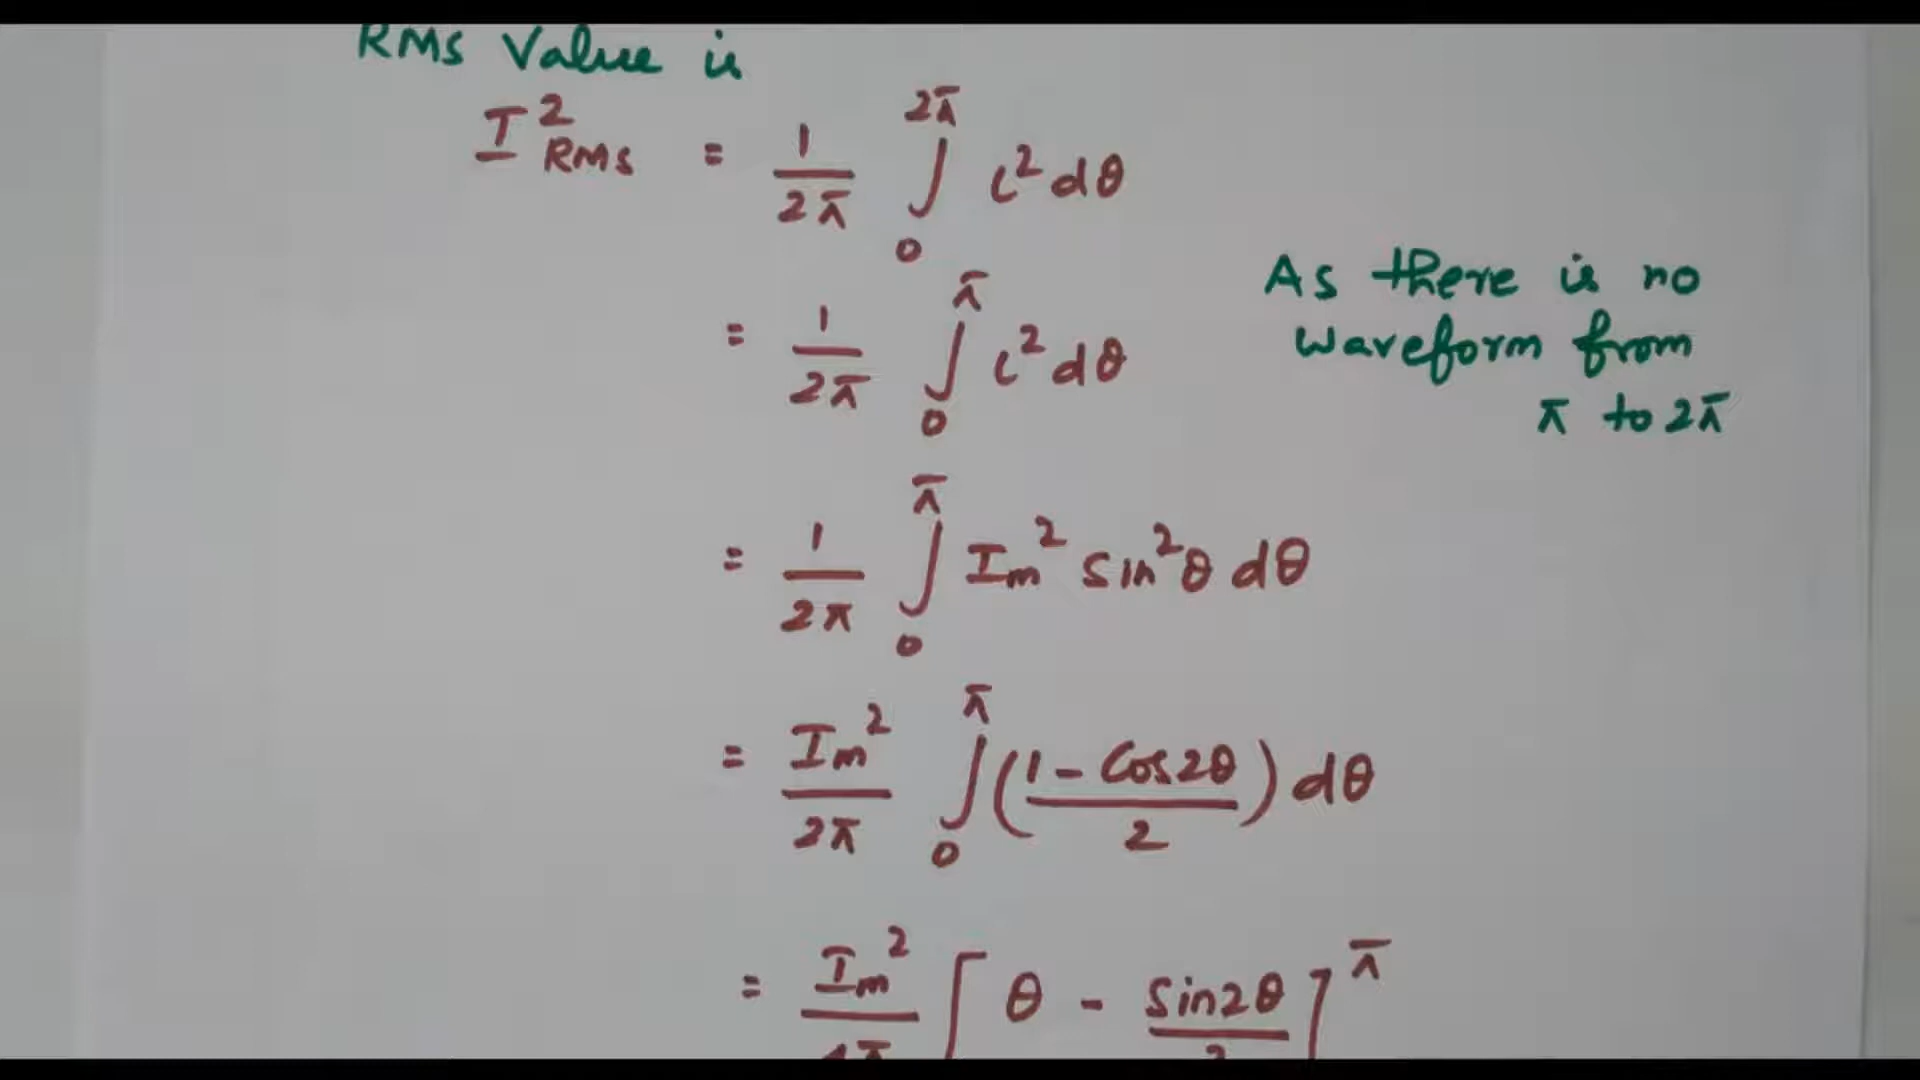 RMS Value is
I²RMS = 1/2π ∫₀^2π i² dθ
= 1/2π ∫₀^π i² dθ
As there is no
waveform from
π to 2π
= 1/2π ∫₀^π Im² Sin²θ dθ
= Im²/2π ∫₀^π (1 - Cos2θ/2) dθ
= Im²/4π [θ - Sin2θ/2]^π